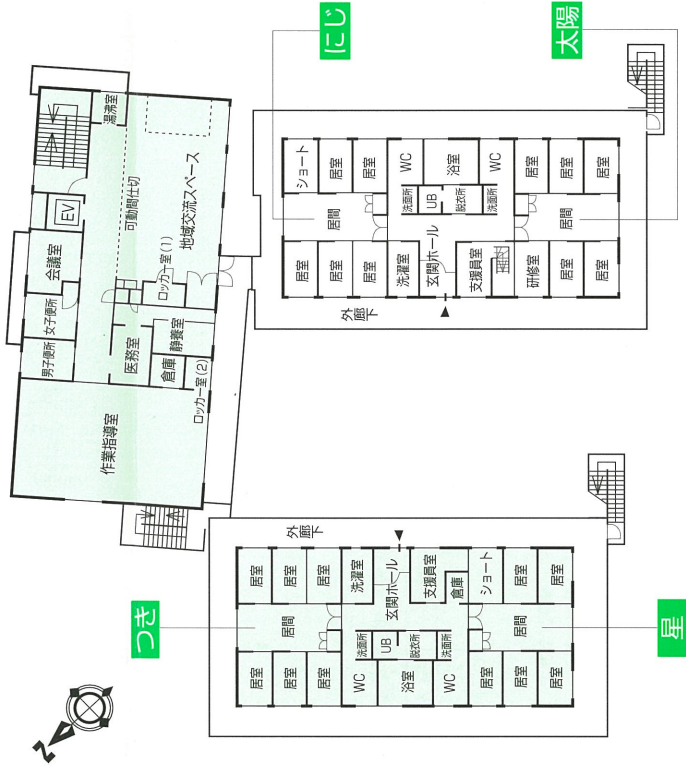 にじ
太陽
湯沸室
可動間仕切
地域交流スペース
EV
会議室
女子便所
男子便所
ロッカー室(1)
医務室
静養室
倉庫
ロッカー室(2)
作業指導室
ショート
居室
居室
WC
浴室
WC
居室
居室
居室
居間
洗面所
UB
脱衣所
洗面所
居間
居室
居室
居室
洗濯室
玄関ホール
支援員室
研修室
居室
居室
外廊下
外廊下
居室
居室
居室
洗濯室
玄関ホール
支援員室
倉庫
ショート
居室
居室
居間
洗面所
UB
脱衣所
洗面所
居間
居室
居室
居室
WC
浴室
WC
居室
居室
居室
つき
星
N